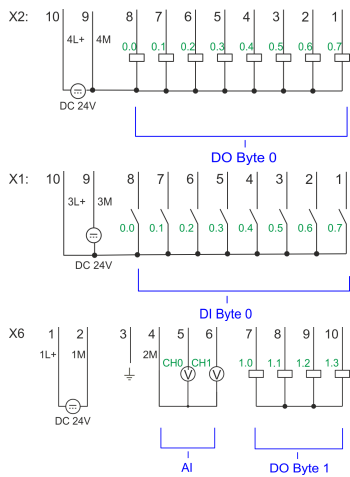 X2: 10 9 8 7 6 5 4 3 2 1
4L+ 4M 0.0 0.1 0.2 0.3 0.4 0.5 0.6 0.7
DC 24V
DO Byte 0
X1: 10 9 8 7 6 5 4 3 2 1
3L+ 3M 0.0 0.1 0.2 0.3 0.4 0.5 0.6 0.7
DC 24V
DI Byte 0
X6 1 2 3 4 5 6 7 8 9 10
1L+ 1M 2M CH0 CH1 1.0 1.1 1.2 1.3
V V
DC 24V
AI DO Byte 1